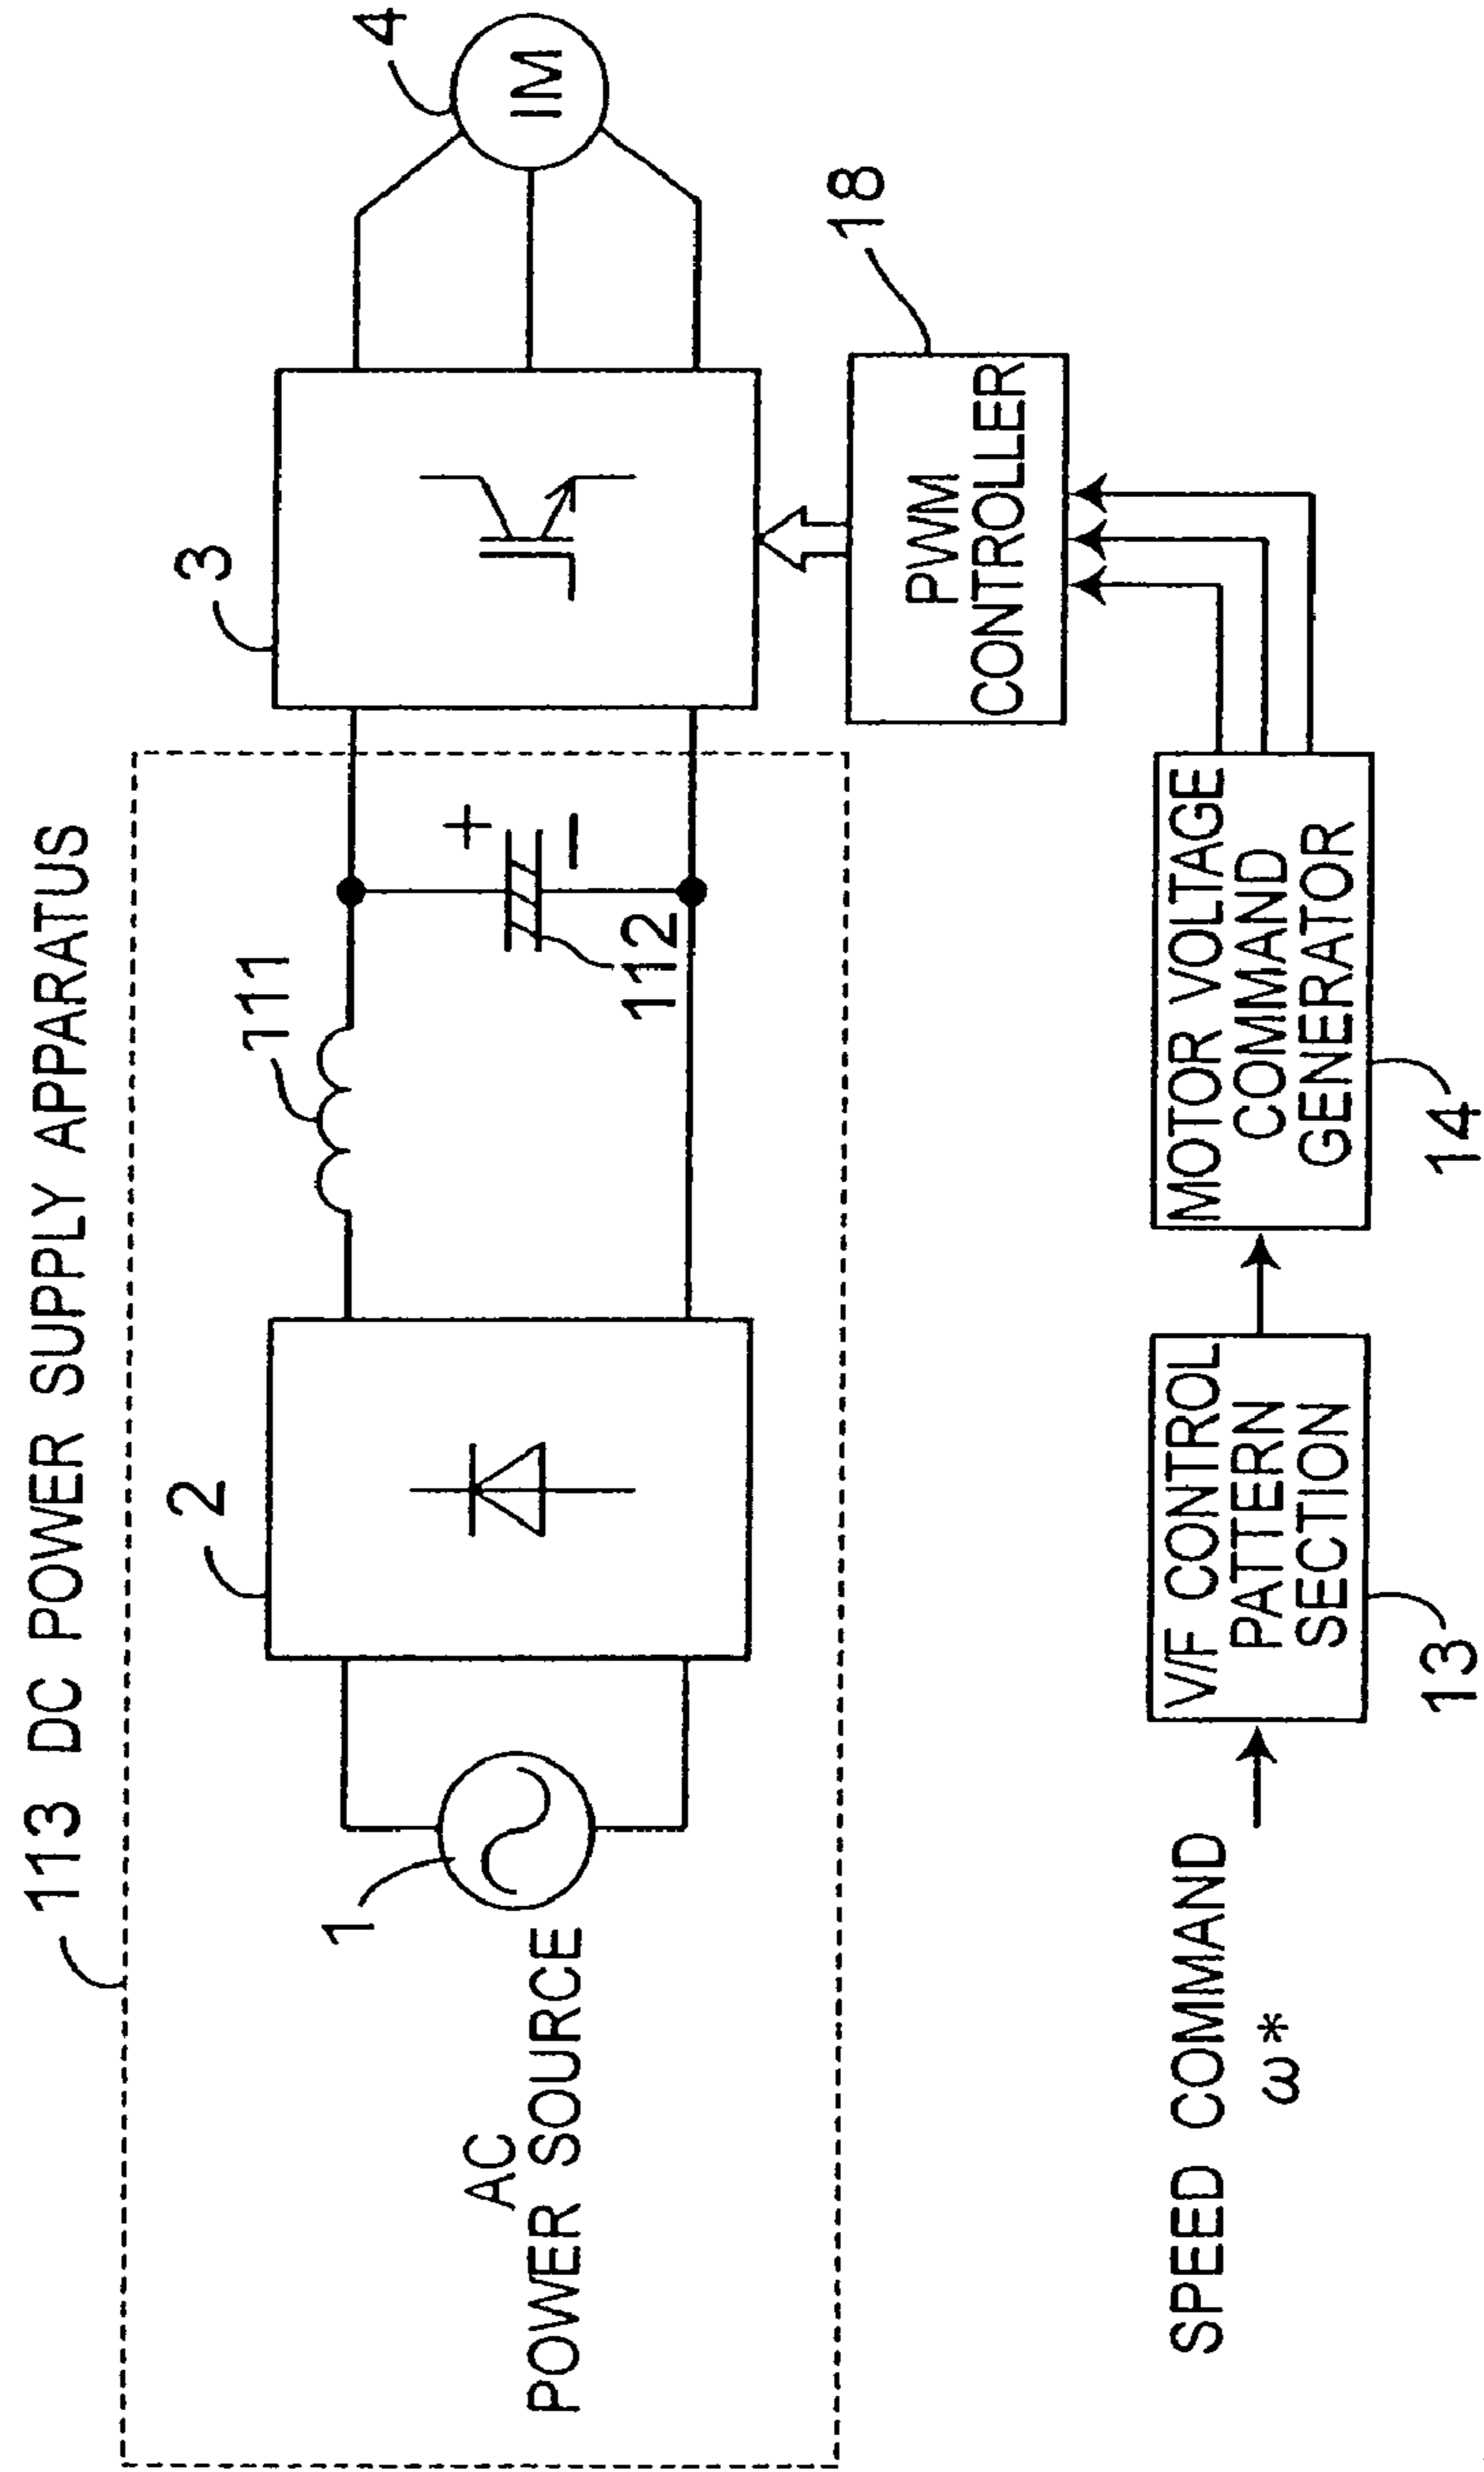 113 DC POWER SUPPLY APPARATUS
1
AC
POWER SOURCE
2
111
+
−
112
3
4
IM
18
PWM
CONTROLLER
SPEED COMMAND
ω*
V/F CONTROL
PATTERN
SECTION
13
MOTOR VOLTAGE
COMMAND
GENERATOR
14